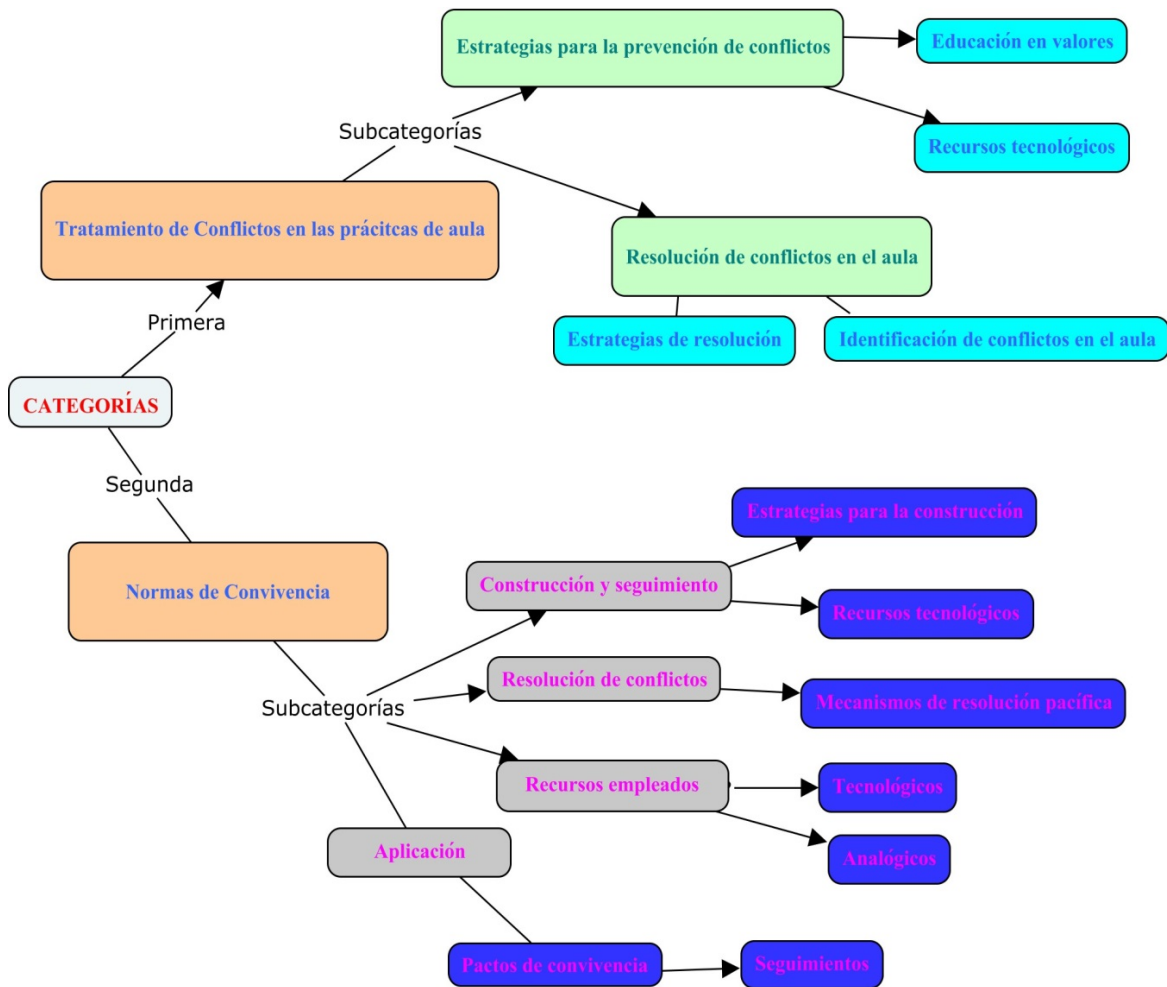 Estrategias para la prevención de conflictos
Educación en valores
Subcategorías
Recursos tecnológicos
Tratamiento de Conflictos en las prácitcas de aula
Resolución de conflictos en el aula
Primera
Estrategias de resolución
Identificación de conflictos en el aula
CATEGORÍAS
Segunda
Estrategias para la construcción
Normas de Convivencia
Construcción y seguimiento
Recursos tecnológicos
Resolución de conflictos
Mecanismos de resolución pacífica
Subcategorías
Recursos empleados
Tecnológicos
Aplicación
Analógicos
Pactos de convivencia
Seguimientos